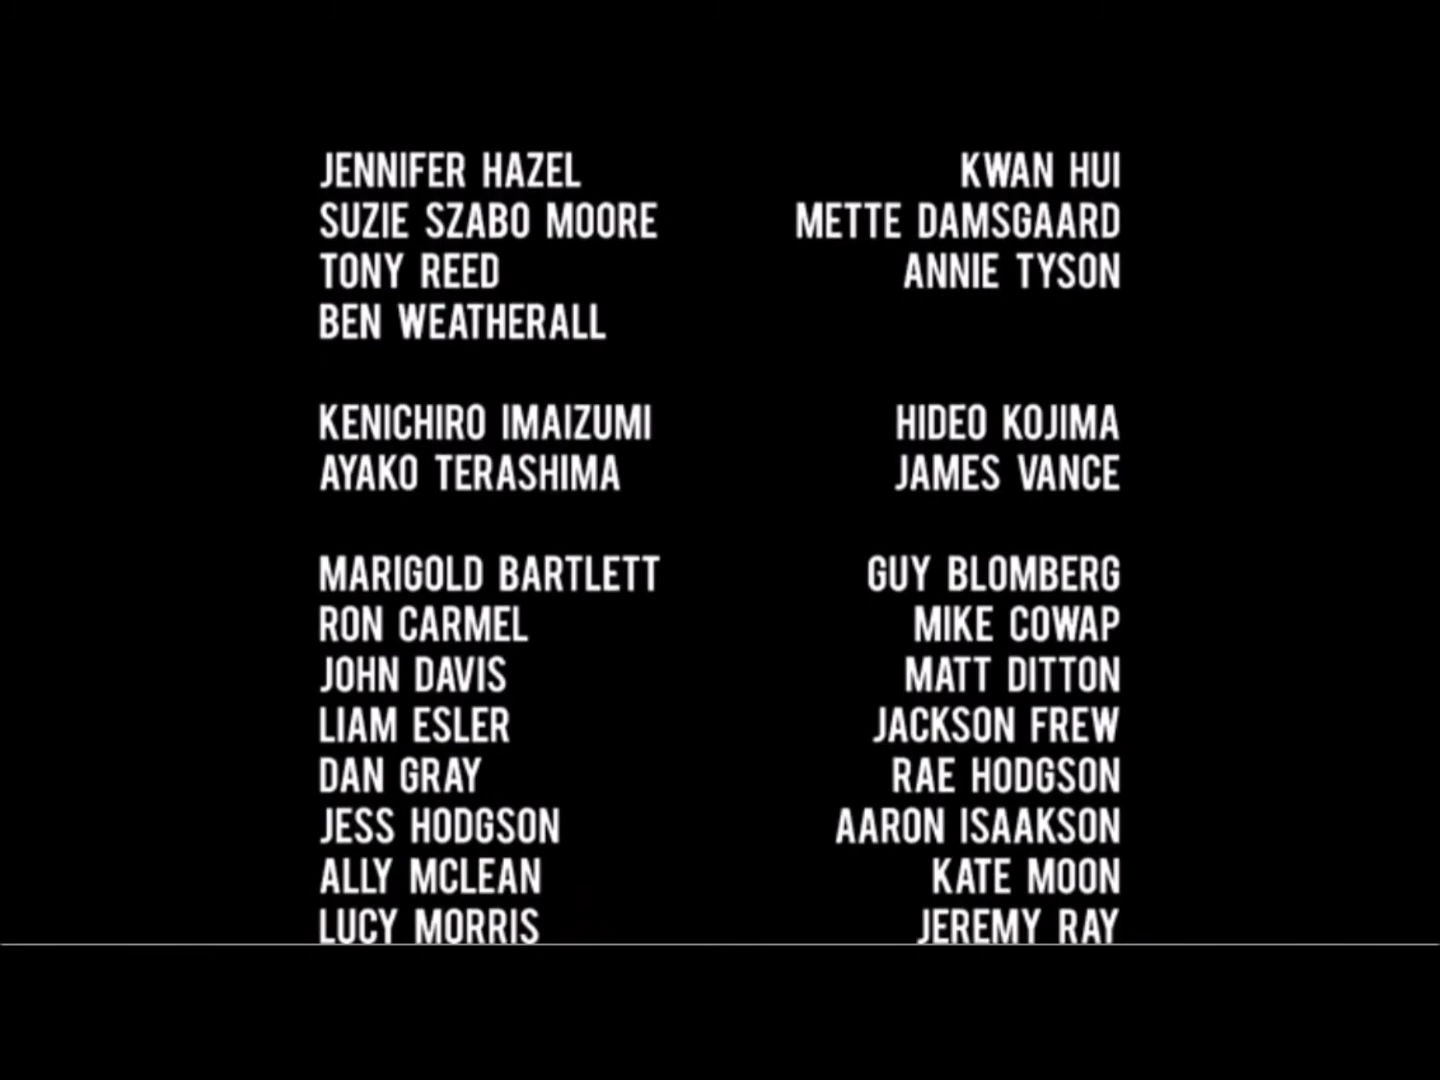 JENNIFER HAZEL KWAN HUI
SUZIE SZABO MOORE METTE DAMSGAARD
TONY REED ANNIE TYSON
BEN WEATHERALL
KENICHIRO IMAIZUMI HIDEO KOJIMA
AYAKO TERASHIMA JAMES VANCE
MARIGOLD BARTLETT GUY BLOMBERG
RON CARMEL MIKE COWAP
JOHN DAVIS MATT DITTON
LIAM ESLER JACKSON FREW
DAN GRAY RAE HODGSON
JESS HODGSON AARON ISAAKSON
ALLY MCLEAN KATE MOON
LUCY MORRIS JEREMY RAY